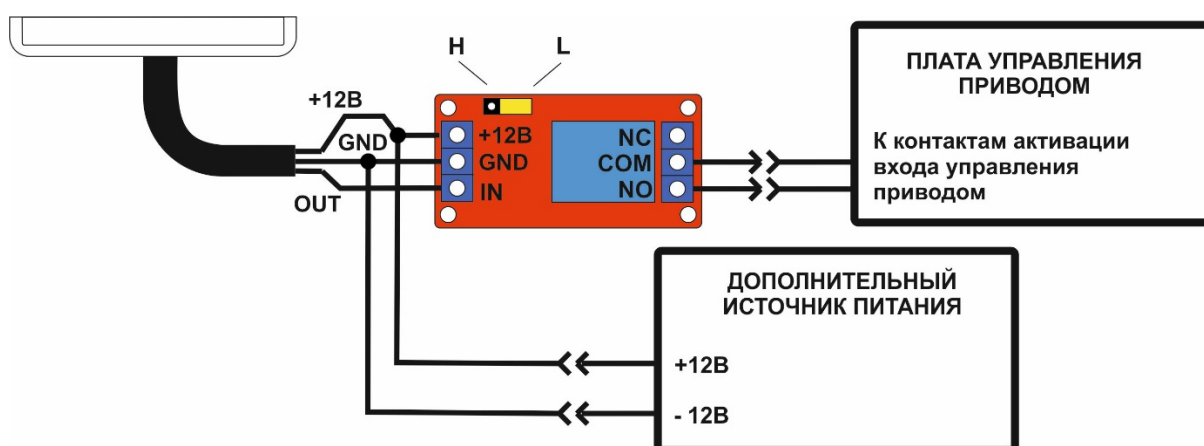 H
L
+12В
GND
OUT
+12В
GND
IN
NC
COM
NO
ПЛАТА УПРАВЛЕНИЯ
ПРИВОДОМ
К контактам активации
входа управления
приводом
ДОПОЛНИТЕЛЬНЫЙ
ИСТОЧНИК ПИТАНИЯ
+12В
- 12В